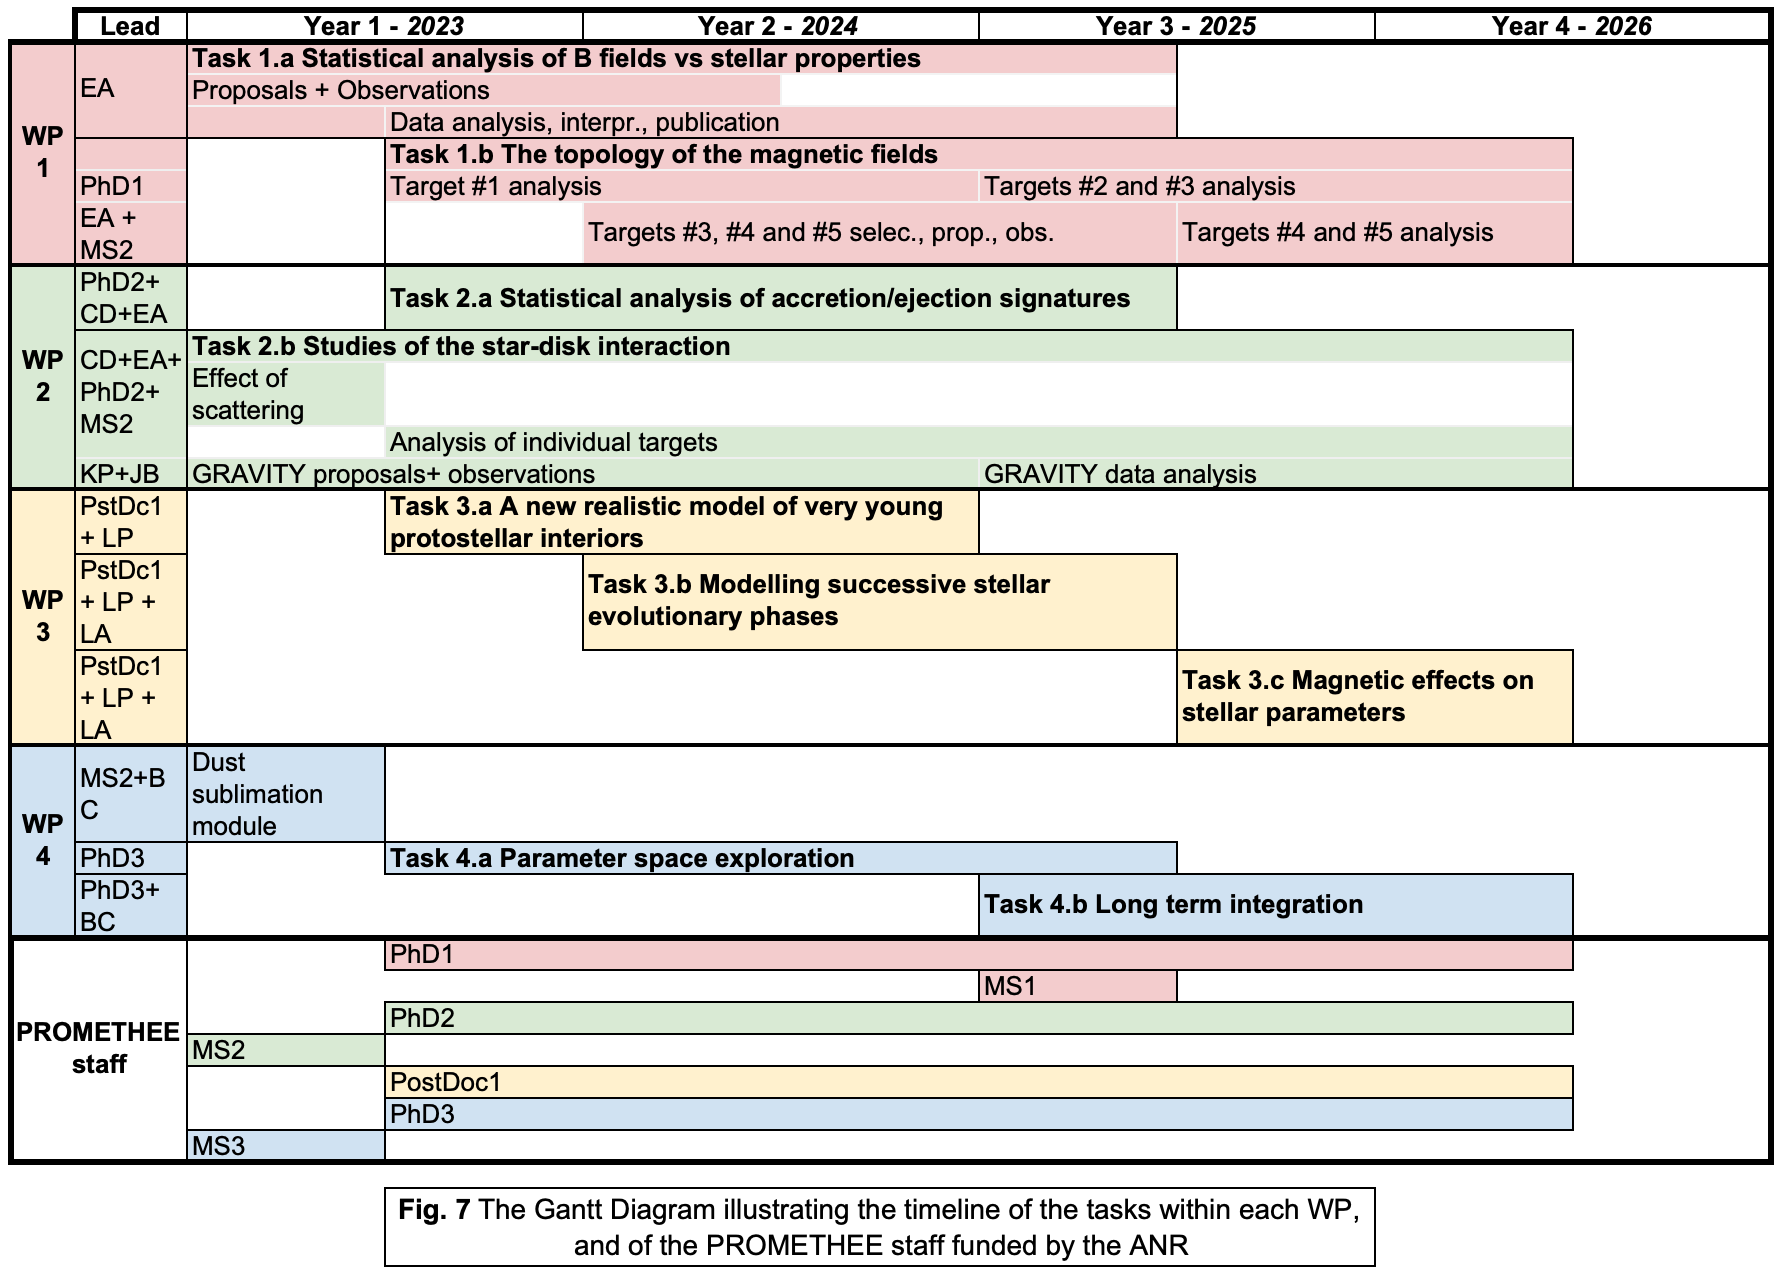 Lead Year 1 - 2023 Year 2 - 2024 Year 3 - 2025 Year 4 - 2026
WP
1
EA
Task 1.a Statistical analysis of B fields vs stellar properties
Proposals + Observations
Data analysis, interpr., publication
Task 1.b The topology of the magnetic fields
PhD1
Target #1 analysis
Targets #2 and #3 analysis
EA +
MS2
Targets #3, #4 and #5 selec., prop., obs.
Targets #4 and #5 analysis
WP
2
PhD2+
CD+EA
Task 2.a Statistical analysis of accretion/ejection signatures
CD+EA+
PhD2+
MS2
Task 2.b Studies of the star-disk interaction
Effect of
scattering
Analysis of individual targets
KP+JB
GRAVITY proposals+ observations
GRAVITY data analysis
WP
3
PstDc1
+ LP
Task 3.a A new realistic model of very young
protostellar interiors
PstDc1
+ LP +
LA
Task 3.b Modelling successive stellar
evolutionary phases
PstDc1
+ LP +
LA
Task 3.c Magnetic effects on
stellar parameters
WP
4
MS2+B
C
Dust
sublimation
module
PhD3
Task 4.a Parameter space exploration
PhD3+
BC
Task 4.b Long term integration
PROMETHEE
staff
PhD1
MS1
PhD2
MS2
PostDoc1
PhD3
MS3
Fig. 7 The Gantt Diagram illustrating the timeline of the tasks within each WP,
and of the PROMETHEE staff funded by the ANR